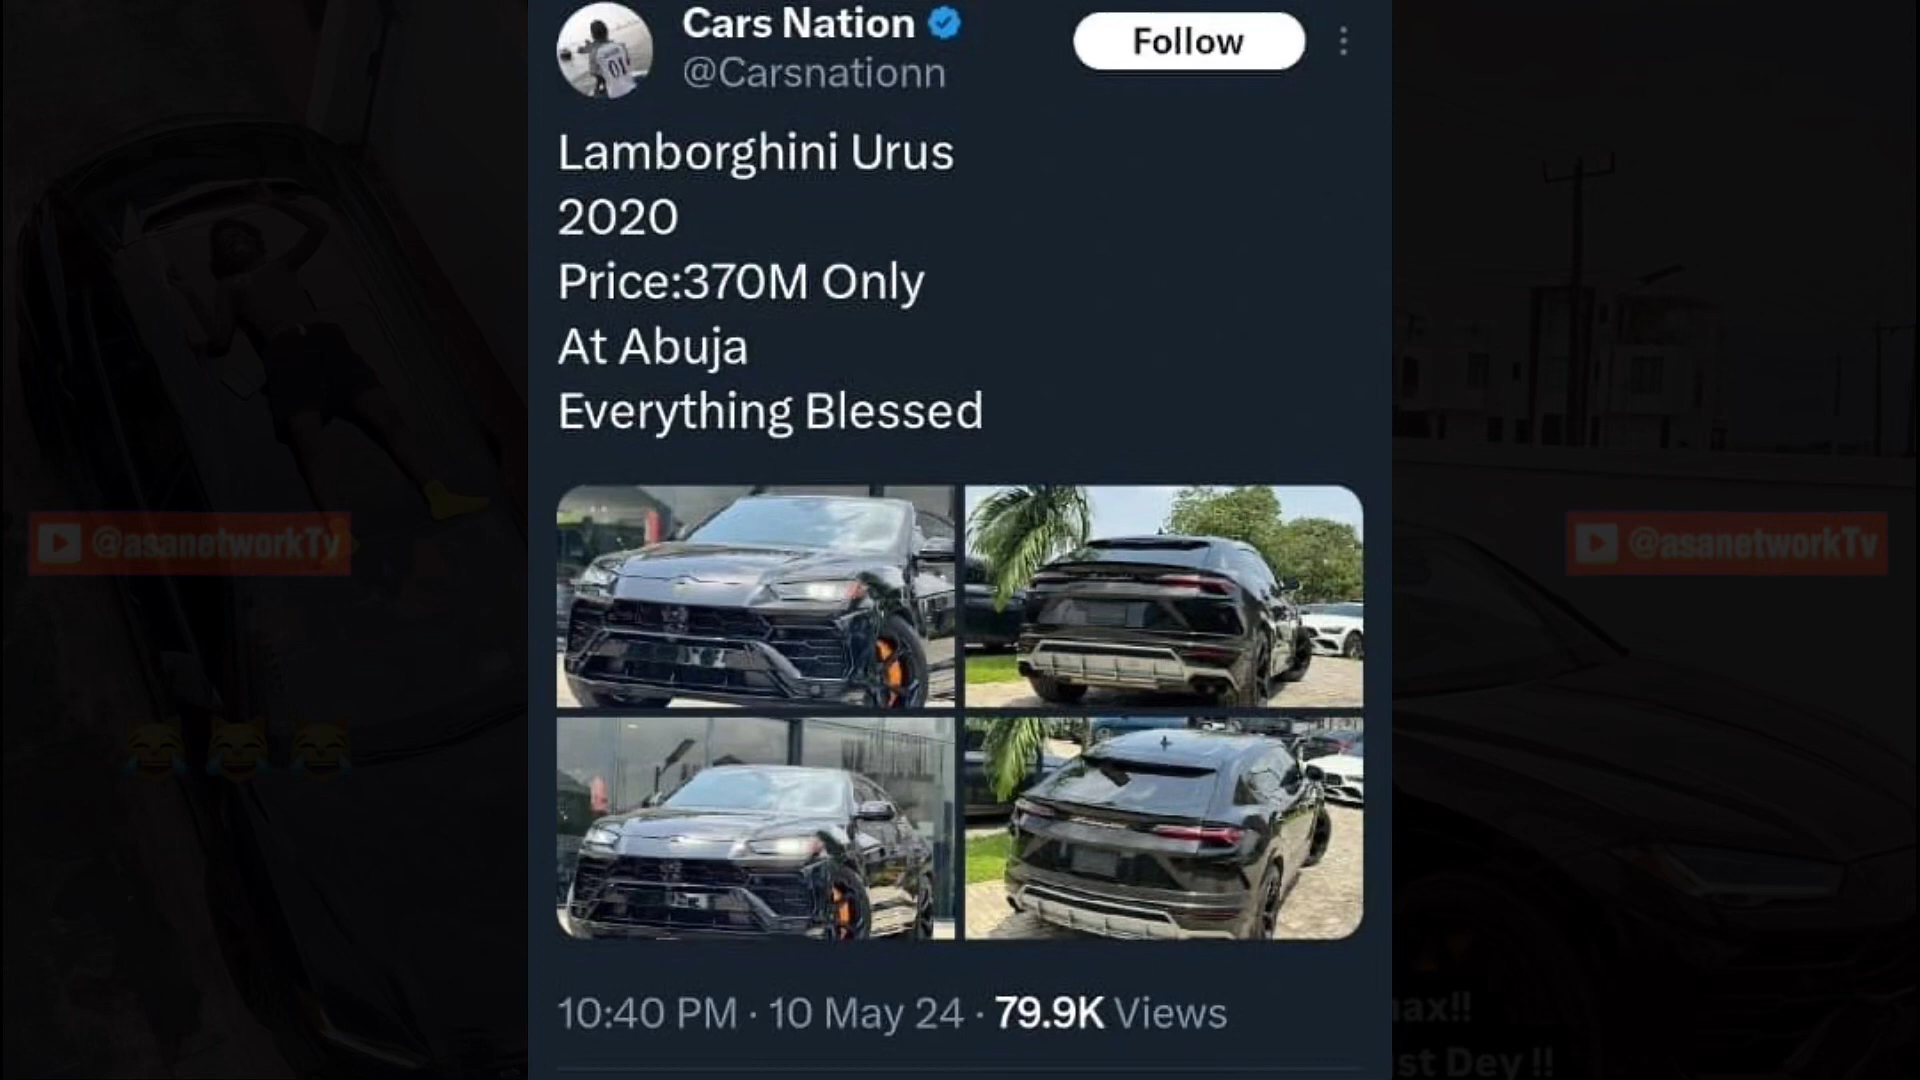 Cars Nation
@Carsnationn
Follow
Lamborghini Urus
2020
Price:370M Only
At Abuja
Everything Blessed
@asanetworkTv
@asanetworkTv
10:40 PM · 10 May 24 · 79.9K Views
Dey !!